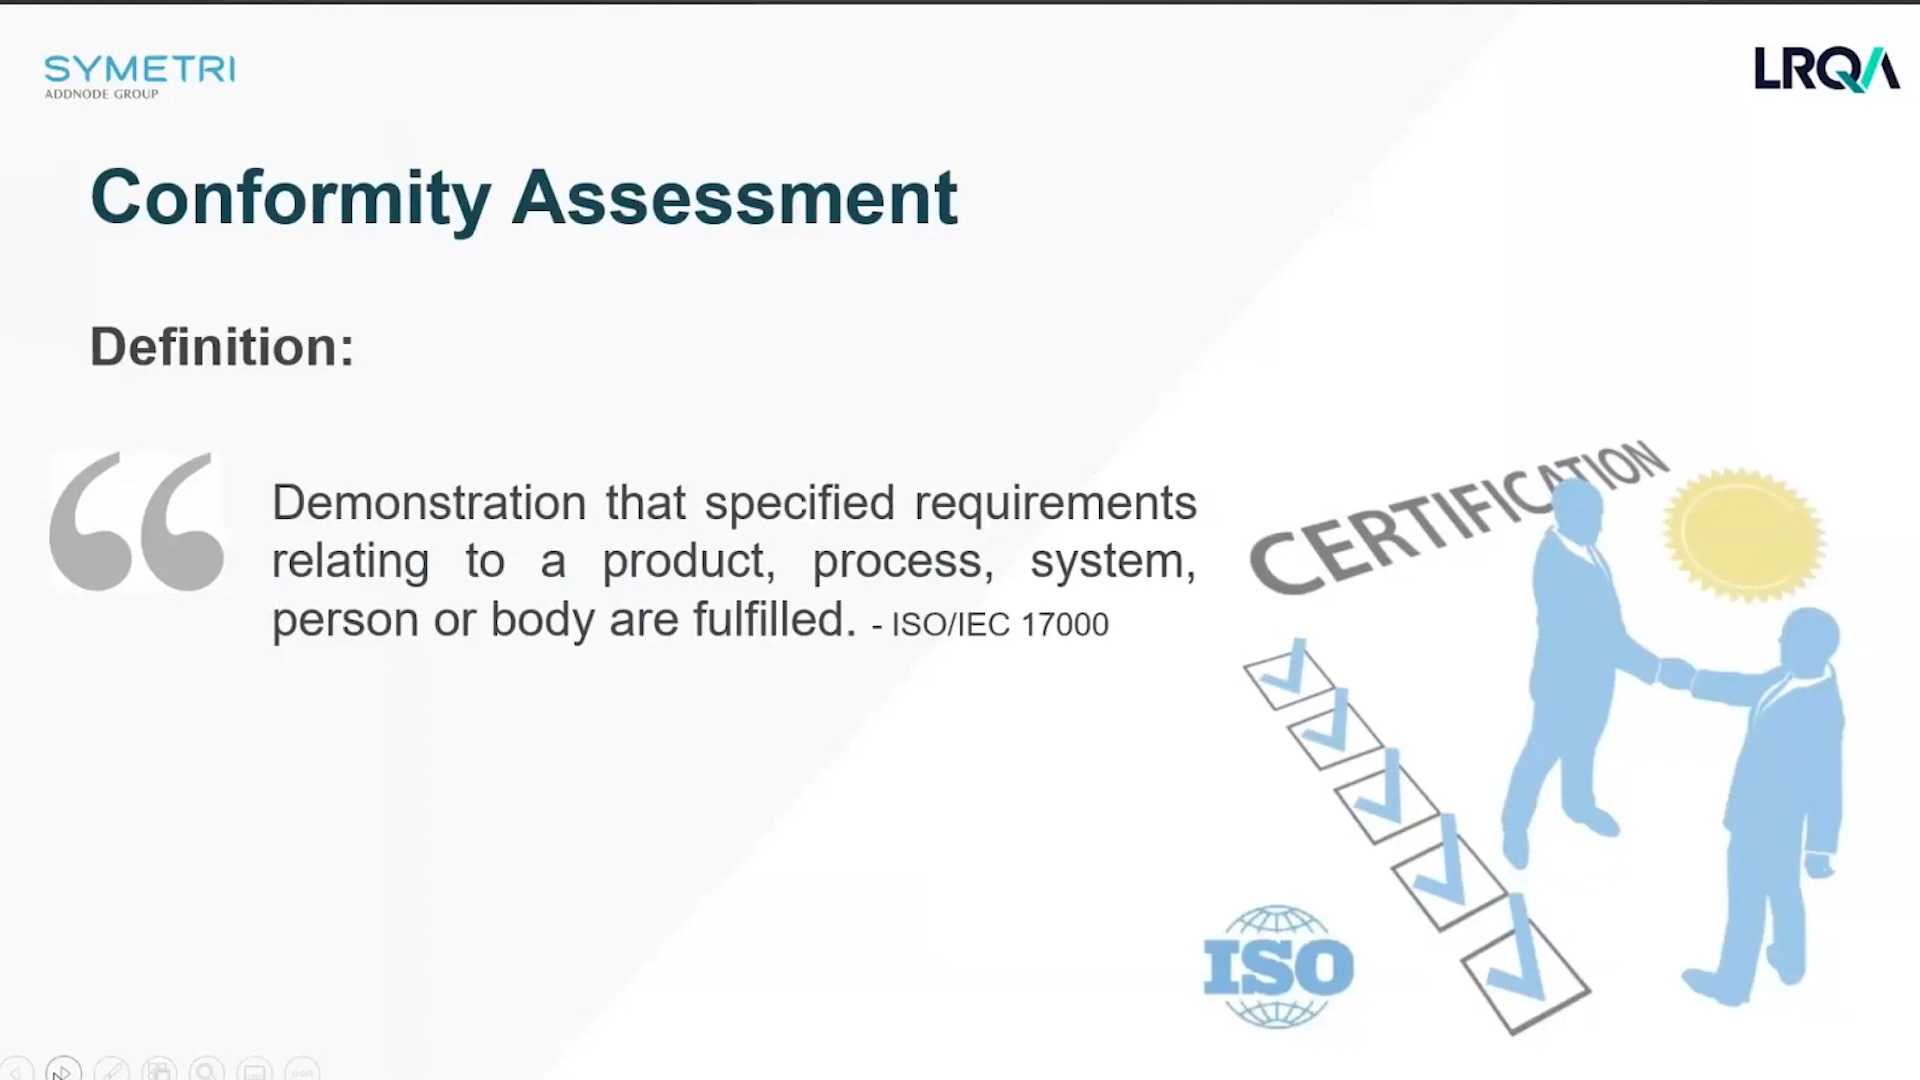 SYMETRI
ADDNODE GROUP
LRQA
Conformity Assessment
Definition:
“
Demonstration that specified requirements
relating to a product, process, system,
person or body are fulfilled. - ISO/IEC 17000
CERTIFICATION
ISO